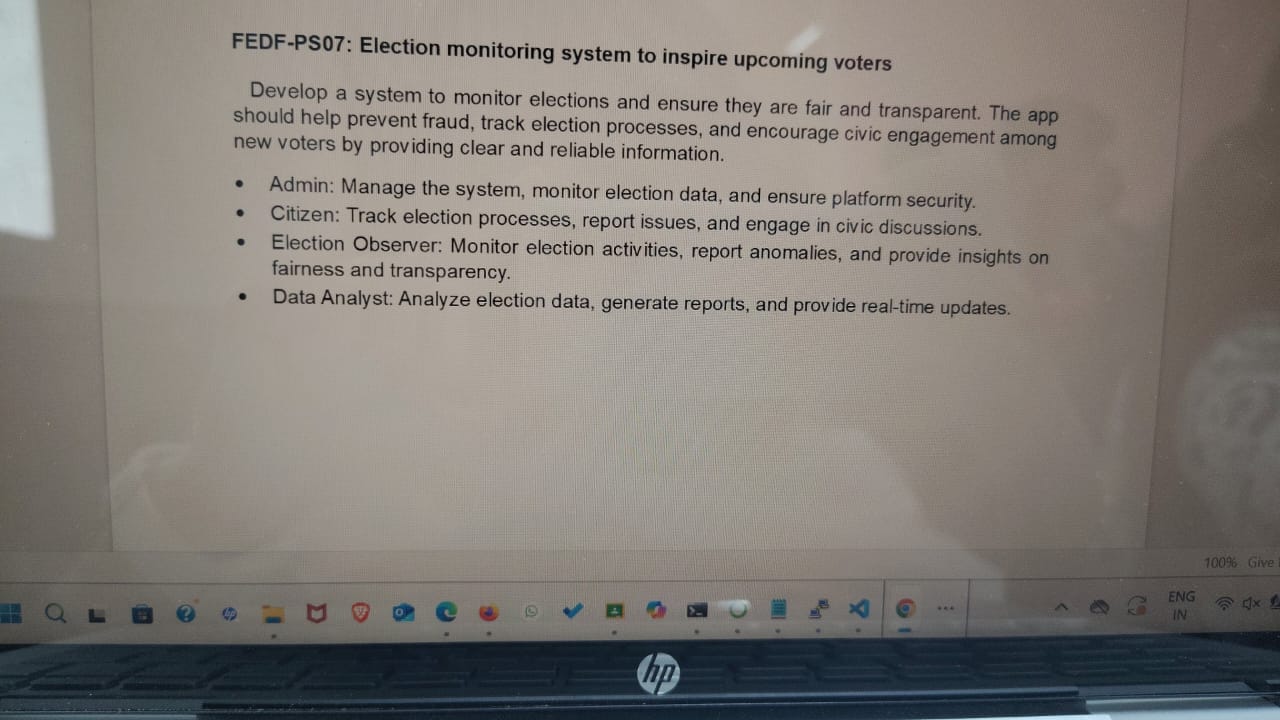 FEDF-PS07: Election monitoring system to inspire upcoming voters
Develop a system to monitor elections and ensure they are fair and transparent. The app
should help prevent fraud, track election processes, and encourage civic engagement among
new voters by providing clear and reliable information.
• Admin: Manage the system, monitor election data, and ensure platform security.
• Citizen: Track election processes, report issues, and engage in civic discussions.
• Election Observer: Monitor election activities, report anomalies, and provide insights on
fairness and transparency.
• Data Analyst: Analyze election data, generate reports, and provide real-time updates.
100% Give
ENG
IN
hp